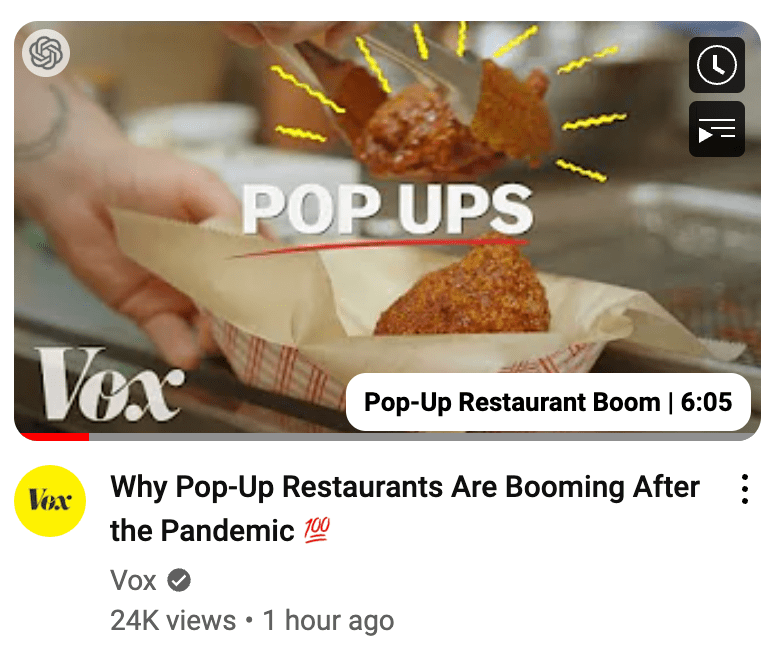 POP UPS
Vox
Pop-Up Restaurant Boom | 6:05
Vox
Why Pop-Up Restaurants Are Booming After
the Pandemic 💯
Vox
24K views • 1 hour ago